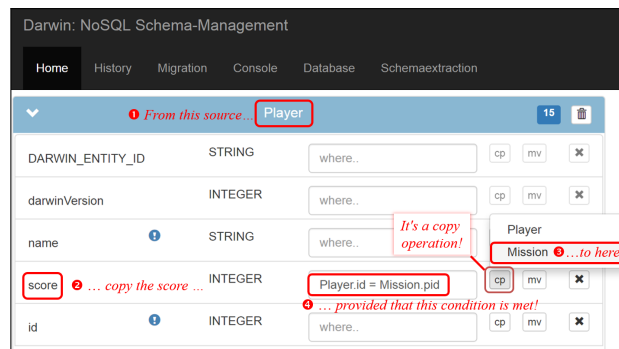 Darwin: NoSQL Schema-Management
Home History Migration Console Database Schemaextraction
❶ From this source... Player 15
DARWIN_ENTITY_ID STRING where.. cp mv
darwinVersion INTEGER where.. cp mv
It's a copy
operation!
Player
Mission ❸ ...to here
name STRING where..
score ❷ ... copy the score ... INTEGER Player.id = Mission.pid cp mv
❹ ... provided that this condition is met!
id INTEGER where.. cp mv